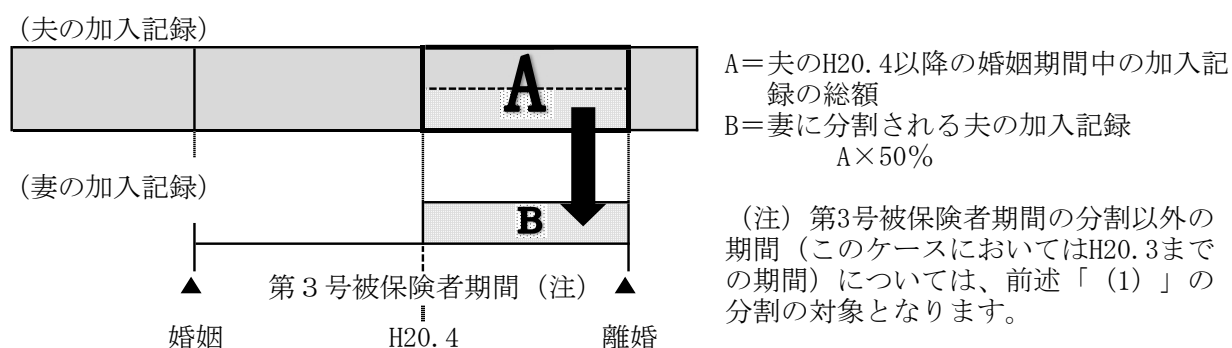 (夫の加入記録)
A
A=夫のH20.4以降の婚姻期間中の加入記
録の総額
B=妻に分割される夫の加入記録
A×50%
(妻の加入記録)
B
(注)第3号被保険者期間の分割以外の
期間(このケースにおいてはH20.3まで
の期間)については、前述「(1)」の
分割の対象となります。
▲ 第3号被保険者期間(注) ▲
婚姻 H20.4 離婚